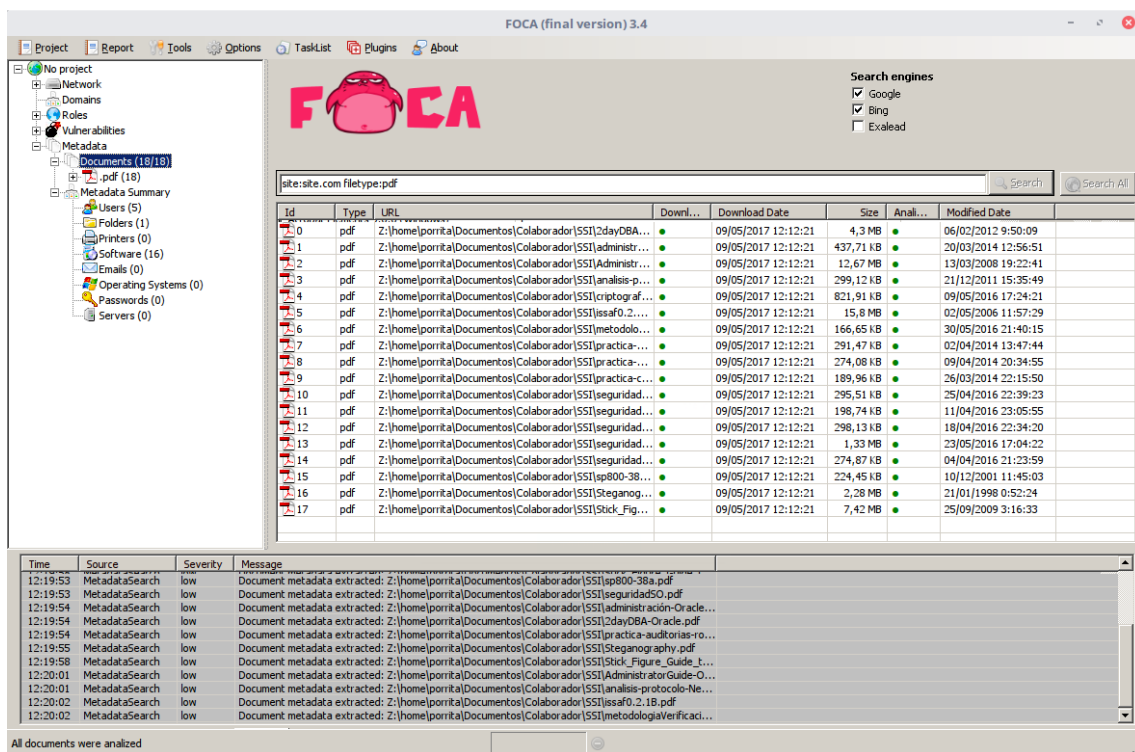 FOCA (final version) 3.4
Project Report Tools Options TaskList Plugins About
No project
Network
Domains
Roles
Vulnerabilities
Metadata
Documents (18/18)
.pdf (18)
Metadata Summary
Users (5)
Folders (1)
Printers (0)
Software (16)
Emails (0)
Operating Systems (0)
Passwords (0)
Servers (0)
FOCA
Search engines
Google
Bing
Exalead
site:site.com filetype:pdf
Search
Search All
Id Type URL Downl... Download Date Size Anali... Modified Date
0 pdf Z:\home\porrita\Documentos\Colaborador\SSI\2dayDBA... 09/05/2017 12:12:21 4,3 MB 06/02/2012 9:50:09
1 pdf Z:\home\porrita\Documentos\Colaborador\SSI\administr... 09/05/2017 12:12:21 437,71 KB 20/03/2014 12:56:51
2 pdf Z:\home\porrita\Documentos\Colaborador\SSI\Administr... 09/05/2017 12:12:21 12,67 MB 13/03/2008 19:22:41
3 pdf Z:\home\porrita\Documentos\Colaborador\SSI\analisis-p... 09/05/2017 12:12:21 299,12 KB 21/12/2011 15:35:49
4 pdf Z:\home\porrita\Documentos\Colaborador\SSI\criptograf... 09/05/2017 12:12:21 821,91 KB 09/05/2016 17:24:21
5 pdf Z:\home\porrita\Documentos\Colaborador\SSI\issaf0.2.... 09/05/2017 12:12:21 15,8 MB 02/05/2006 11:57:29
6 pdf Z:\home\porrita\Documentos\Colaborador\SSI\metodolo... 09/05/2017 12:12:21 166,65 KB 30/05/2016 21:40:15
7 pdf Z:\home\porrita\Documentos\Colaborador\SSI\practica-... 09/05/2017 12:12:21 291,47 KB 02/04/2014 13:47:44
8 pdf Z:\home\porrita\Documentos\Colaborador\SSI\practica-... 09/05/2017 12:12:21 274,08 KB 09/04/2014 20:34:55
9 pdf Z:\home\porrita\Documentos\Colaborador\SSI\practica-c... 09/05/2017 12:12:21 189,96 KB 26/03/2014 22:15:50
10 pdf Z:\home\porrita\Documentos\Colaborador\SSI\seguridad... 09/05/2017 12:12:21 295,51 KB 25/04/2016 22:39:23
11 pdf Z:\home\porrita\Documentos\Colaborador\SSI\seguridad... 09/05/2017 12:12:21 198,74 KB 11/04/2016 23:05:55
12 pdf Z:\home\porrita\Documentos\Colaborador\SSI\seguridad... 09/05/2017 12:12:21 298,13 KB 18/04/2016 22:34:20
13 pdf Z:\home\porrita\Documentos\Colaborador\SSI\seguridad... 09/05/2017 12:12:21 1,33 MB 23/05/2016 17:04:22
14 pdf Z:\home\porrita\Documentos\Colaborador\SSI\seguridad... 09/05/2017 12:12:21 274,87 KB 04/04/2016 21:23:59
15 pdf Z:\home\porrita\Documentos\Colaborador\SSI\sp800-38... 09/05/2017 12:12:21 224,45 KB 10/12/2001 11:45:03
16 pdf Z:\home\porrita\Documentos\Colaborador\SSI\Steganog... 09/05/2017 12:12:21 2,28 MB 21/01/1998 0:52:24
17 pdf Z:\home\porrita\Documentos\Colaborador\SSI\Stick_Fig... 09/05/2017 12:12:21 7,42 MB 25/09/2009 3:16:33
Time Source Severity Message
12:19:53 MetadataSearch low Document metadata extracted: Z:\home\porrita\Documentos\Colaborador\SSI\sp800-38a.pdf
12:19:53 MetadataSearch low Document metadata extracted: Z:\home\porrita\Documentos\Colaborador\SSI\seguridadSO.pdf
12:19:54 MetadataSearch low Document metadata extracted: Z:\home\porrita\Documentos\Colaborador\SSI\administración-Oracle...
12:19:54 MetadataSearch low Document metadata extracted: Z:\home\porrita\Documentos\Colaborador\SSI\2dayDBA-Oracle.pdf
12:19:54 MetadataSearch low Document metadata extracted: Z:\home\porrita\Documentos\Colaborador\SSI\practica-auditorias-ro...
12:19:55 MetadataSearch low Document metadata extracted: Z:\home\porrita\Documentos\Colaborador\SSI\Steganography.pdf
12:19:58 MetadataSearch low Document metadata extracted: Z:\home\porrita\Documentos\Colaborador\SSI\Stick_Figure_Guide_t...
12:20:01 MetadataSearch low Document metadata extracted: Z:\home\porrita\Documentos\Colaborador\SSI\AdministratorGuide-O...
12:20:01 MetadataSearch low Document metadata extracted: Z:\home\porrita\Documentos\Colaborador\SSI\analisis-protocolo-Ne...
12:20:02 MetadataSearch low Document metadata extracted: Z:\home\porrita\Documentos\Colaborador\SSI\issaf0.2.1B.pdf
12:20:02 MetadataSearch low Document metadata extracted: Z:\home\porrita\Documentos\Colaborador\SSI\metodologiaVerificaci...
All documents were analized